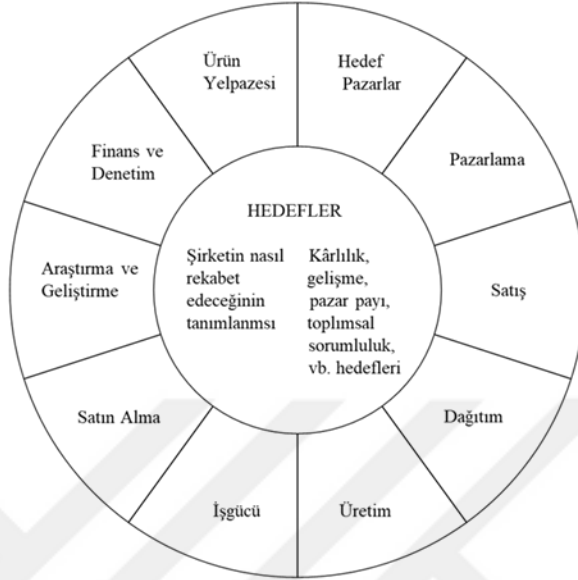 Ürün
Yelpazesi
Hedef
Pazarlar
Pazarlama
Satış
Dağıtım
Üretim
İşgücü
Satın Alma
Araştırma ve
Geliştirme
Finans ve
Denetim
HEDEFLER
Şirketin nasıl
rekabet
edeceğinin
tanımlanmsı
Kârlılık,
gelişme,
pazar payı,
toplımsal
sorumluluk,
vb. hedefleri